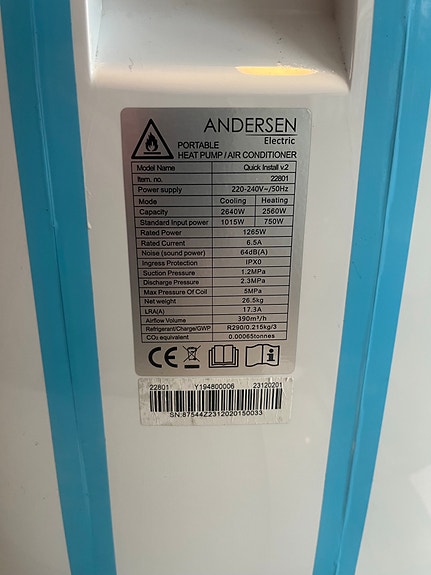 ANDERSEN
Electric
PORTABLE
HEAT PUMP / AIR CONDITIONER
Model Name Quick Install v.2
Item. no. 22801
Power supply 220-240V~/50Hz
Mode Cooling Heating
Capacity 2640W 2560W
Standard Input power 1015W 750W
Rated Power 1265W
Rated Current 6.5A
Noise (sound power) 64dB(A)
Ingress Protection IPX0
Suction Pressure 1.2MPa
Discharge Pressure 2.3MPa
Max Pressure Of Coil 5MPa
Net weight 26.5kg
LRA(A) 17.3A
Airflow Volume 390m³/h
Refrigerant/Charge/GWP R290/0.215kg/3
CO₂ equivalent 0.00065tonnes
CE
22801 Y194800006 23120201
SN:87544Z2312020150033